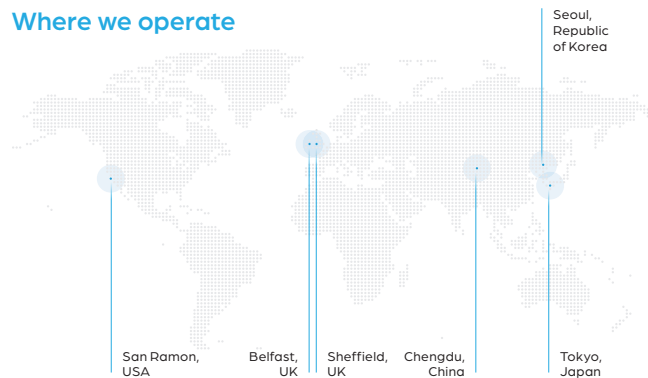 Where we operate
Seoul,
Republic
of Korea
San Ramon,
USA
Belfast,
UK
Sheffield,
UK
Chengdu,
China
Tokyo,
Japan